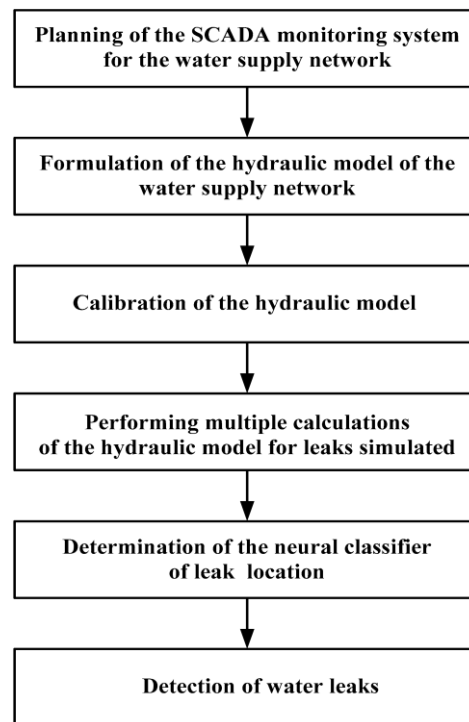 Planning of the SCADA monitoring system
for the water supply network
Formulation of the hydraulic model of the
water supply network
Calibration of the hydraulic model
Performing multiple calculations
of the hydraulic model for leaks simulated
Determination of the neural classifier
of leak location
Detection of water leaks